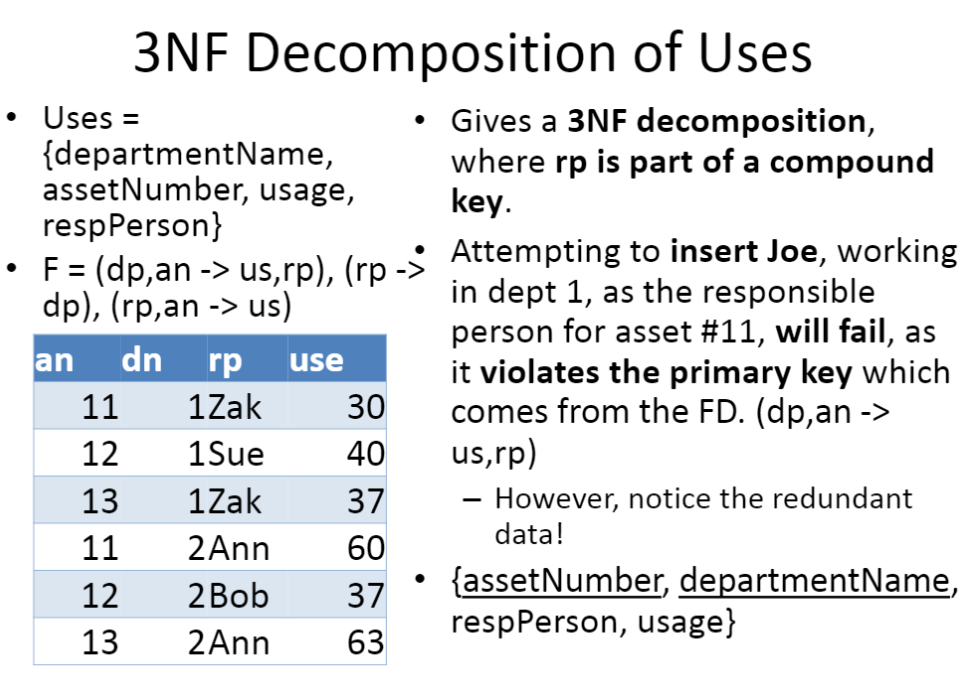 3NF Decomposition of Uses
• Uses =
{departmentName,
assetNumber, usage,
respPerson}
• F = (dp,an -> us,rp), (rp ->
dp), (rp,an -> us)
an dn rp use
11 1 Zak 30
12 1 Sue 40
13 1 Zak 37
11 2 Ann 60
12 2 Bob 37
13 2 Ann 63
• Gives a 3NF decomposition,
where rp is part of a compound
key.
• Attempting to insert Joe, working
in dept 1, as the responsible
person for asset #11, will fail, as
it violates the primary key which
comes from the FD. (dp,an ->
us,rp)
– However, notice the redundant
data!
• {assetNumber, departmentName,
respPerson, usage}